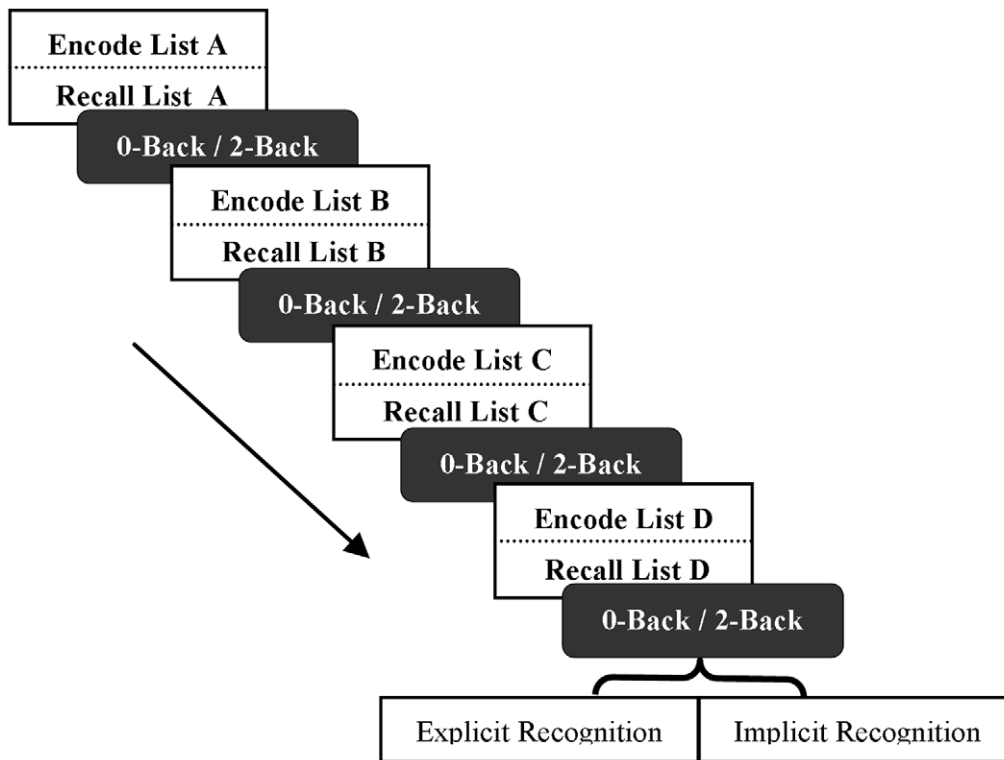 Encode List A
Recall List A
0-Back / 2-Back
Encode List B
Recall List B
0-Back / 2-Back
Encode List C
Recall List C
0-Back / 2-Back
Encode List D
Recall List D
0-Back / 2-Back
Explicit Recognition
Implicit Recognition